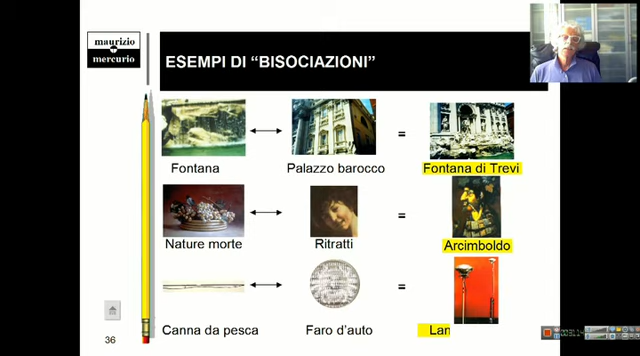 maurizio
mercurio
ESEMPI DI “BISOCIAZIONI”
=
Fontana
Palazzo barocco
Fontana di Trevi
=
Nature morte
Ritratti
Arcimboldo
=
Canna da pesca
Faro d’auto
Lan
36